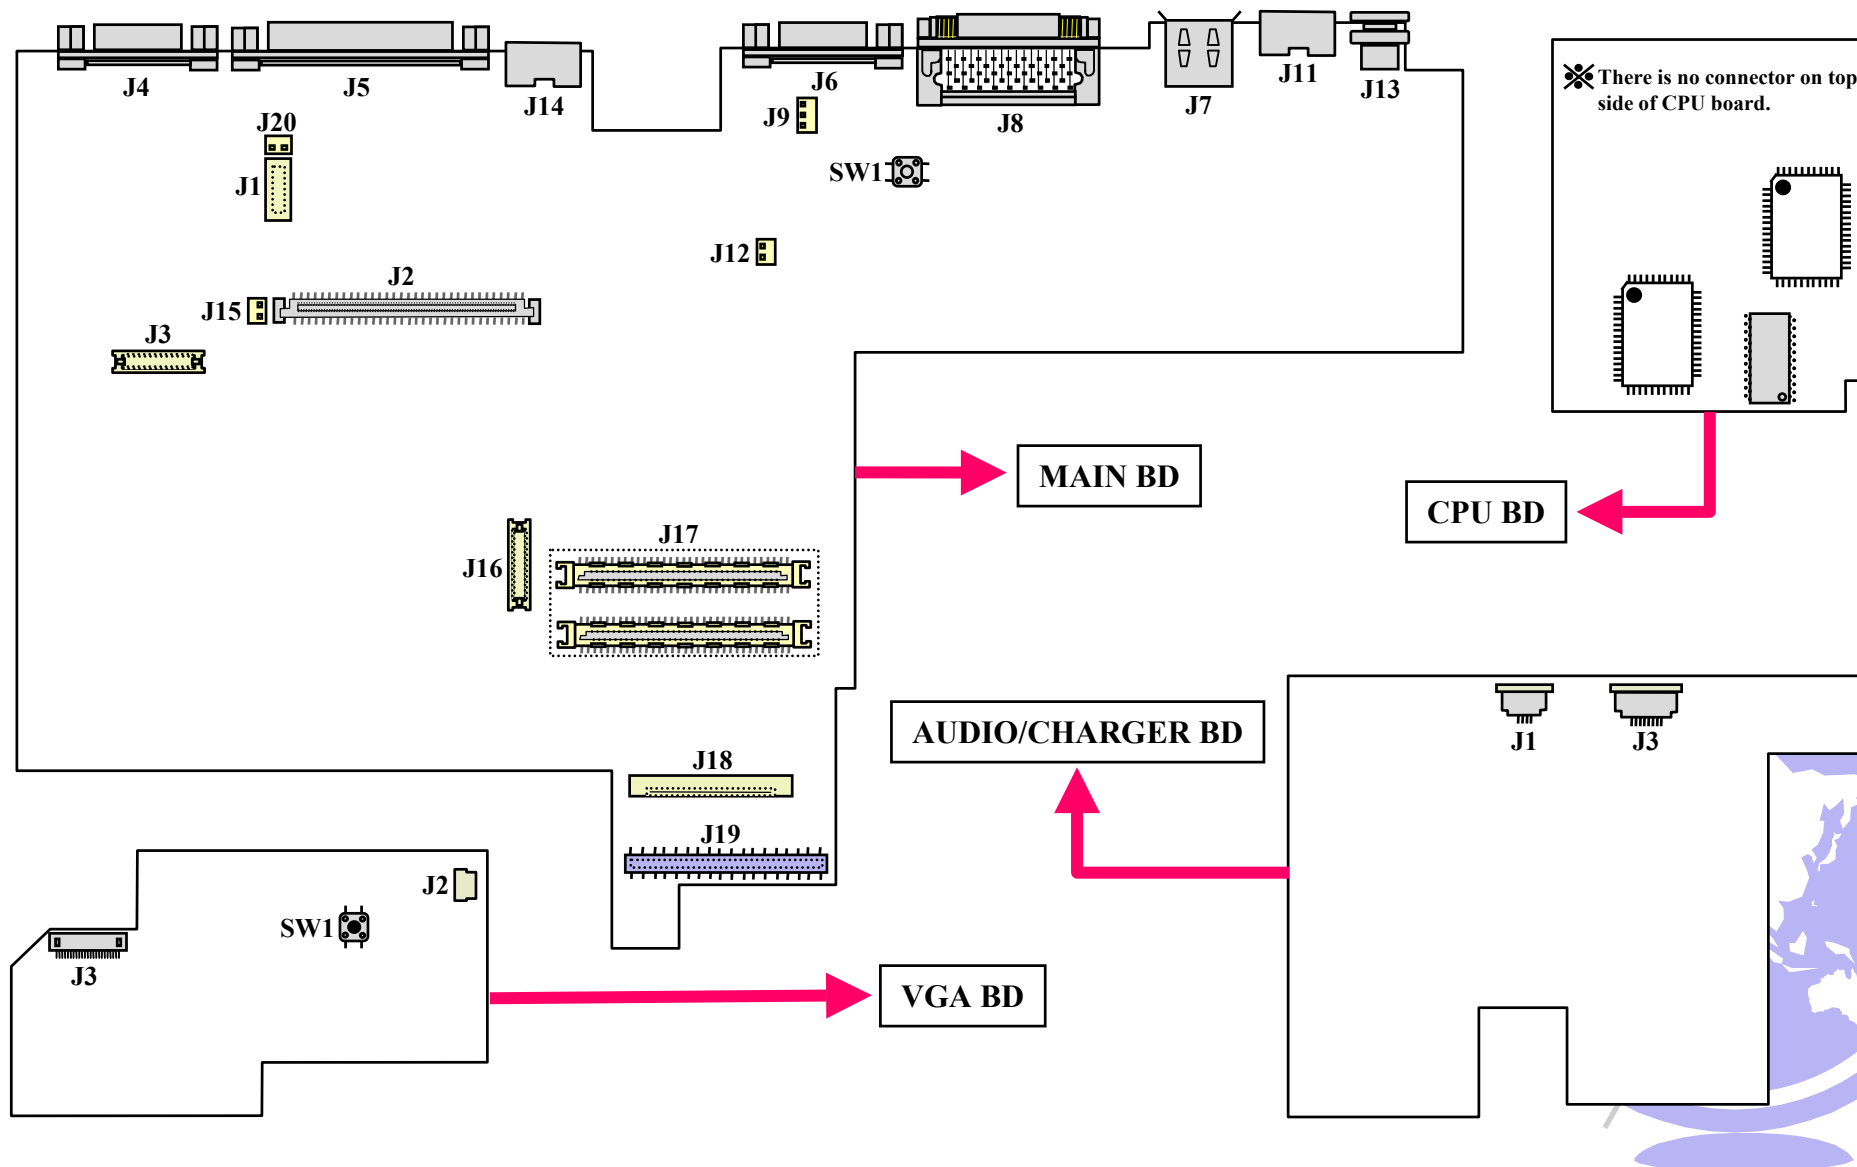 J4
J5
J14
J6
J8
J7
J11
J13
※ There is no connector on top
side of CPU board.
J20
J9
J1
SW1
J12
J2
J15
J3
MAIN BD
CPU BD
J17
J16
AUDIO/CHARGER BD
J1
J3
J18
J19
J2
SW1
J3
VGA BD